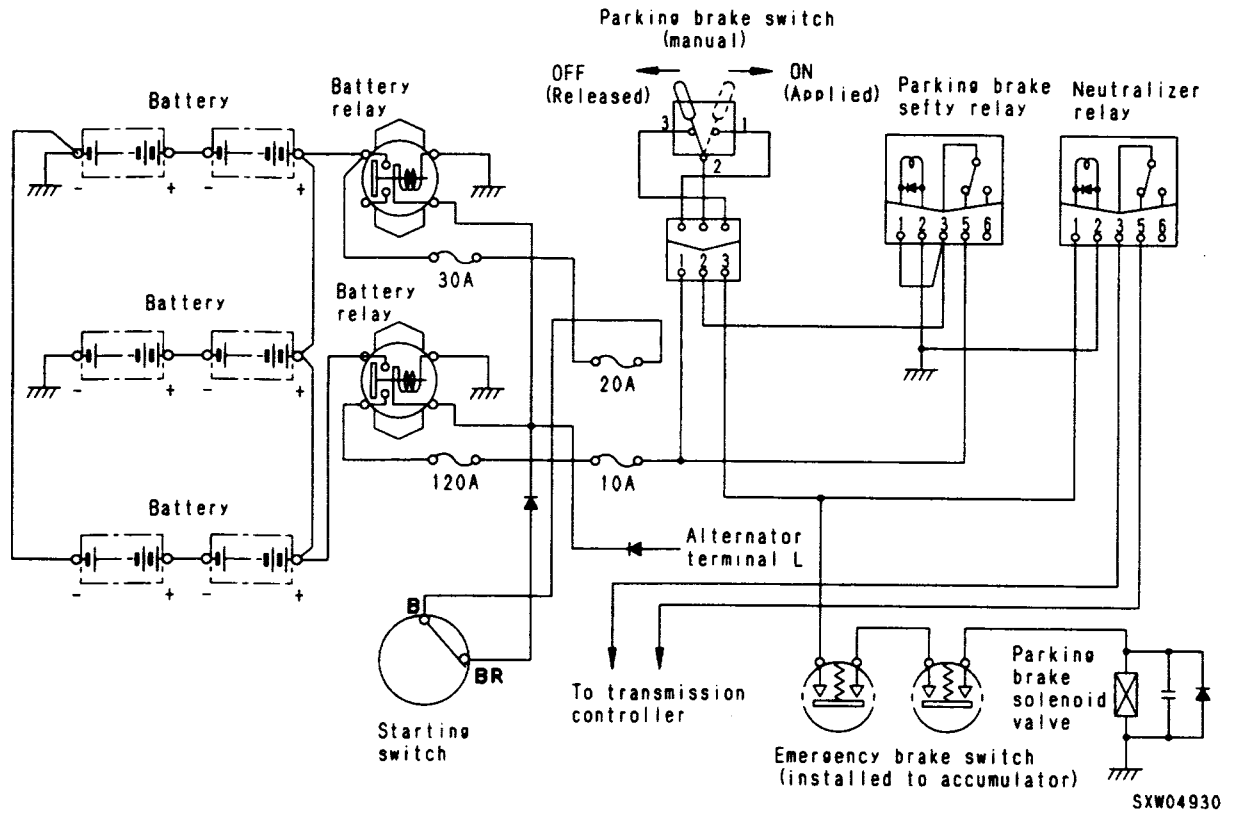 Parking brake switch
(manual)
OFF
(Released)
ON
(Applied)
Parking brake
sefty relay
Neutralizer
relay
Battery
Battery
relay
3
1
2
- + - +
1 2 3 5 6
1 2 3 5 6
30A
1 2 3
Battery
Battery
relay
20A
- + - +
120A
10A
Battery
Alternator
terminal L
- + - +
B
BR
Starting
switch
To transmission
controller
Parking
brake
solenoid
valve
Emergency brake switch
(installed to accumulator)
SXW04930